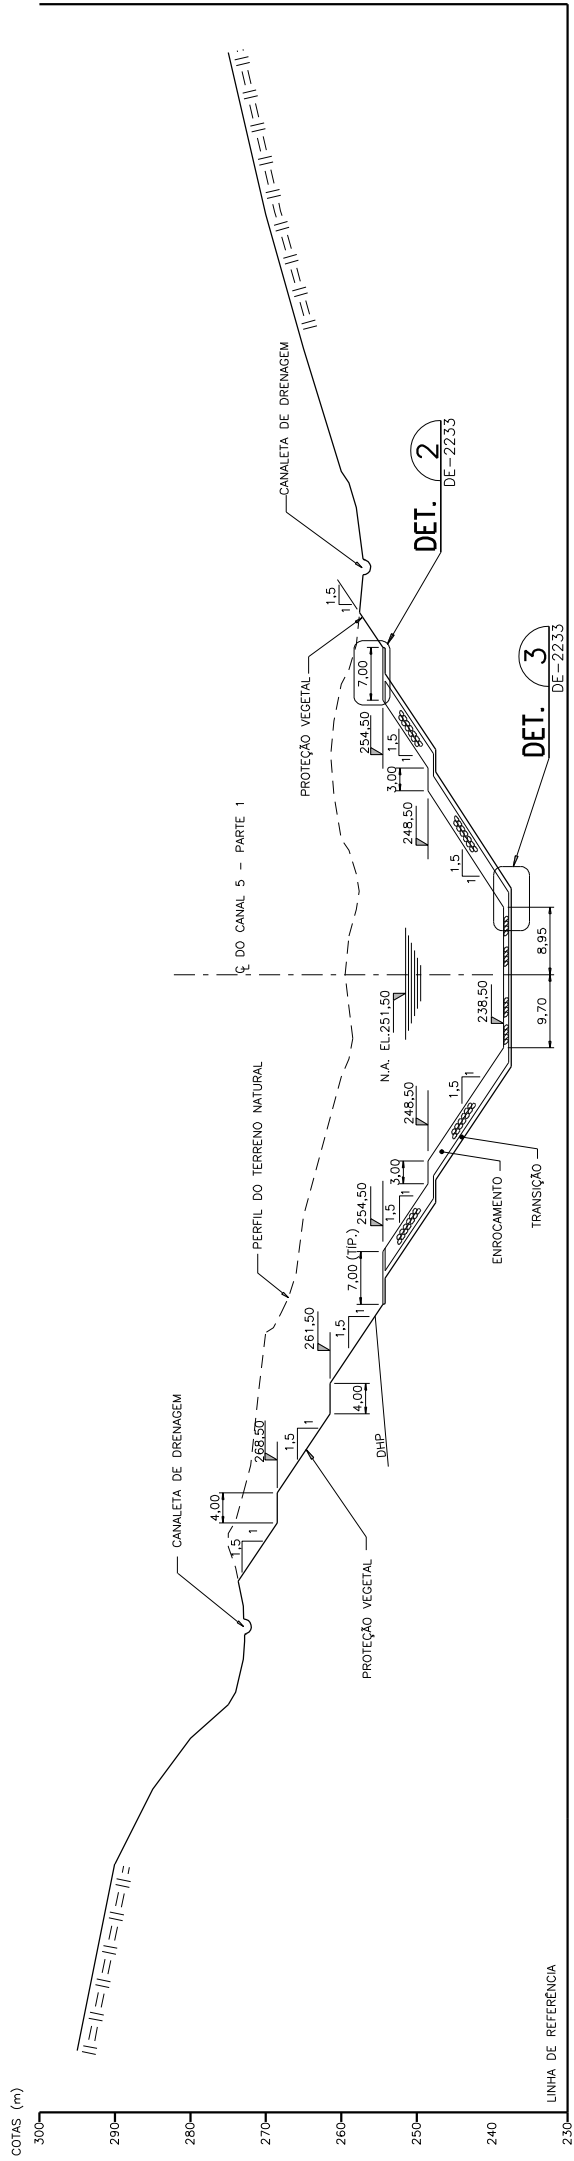 COTAS (m)
300
290
280
270
260
250
240
230
LINHA DE REFERÊNCIA
CANALETA DE DRENAGEM
PROTEÇÃO VEGETAL
4,00
1,5
1
268,50
1,5
1
4,00
261,50
1,5
1
DHP
PERFIL DO TERRENO NATURAL
7,00 (TÍP.)
254,50
1,5
1
3,00
248,50
1,5
1
ENROCAMENTO
TRANSIÇÃO
N.A. EL.251,50
238,50
9,70
8,95
℄ DO CANAL 5 - PARTE 1
1,5
1
248,50
3,00
1,5
1
254,50
7,00
PROTEÇÃO VEGETAL
1,5
1
CANALETA DE DRENAGEM
DET. 2
DE-2233
DET. 3
DE-2233